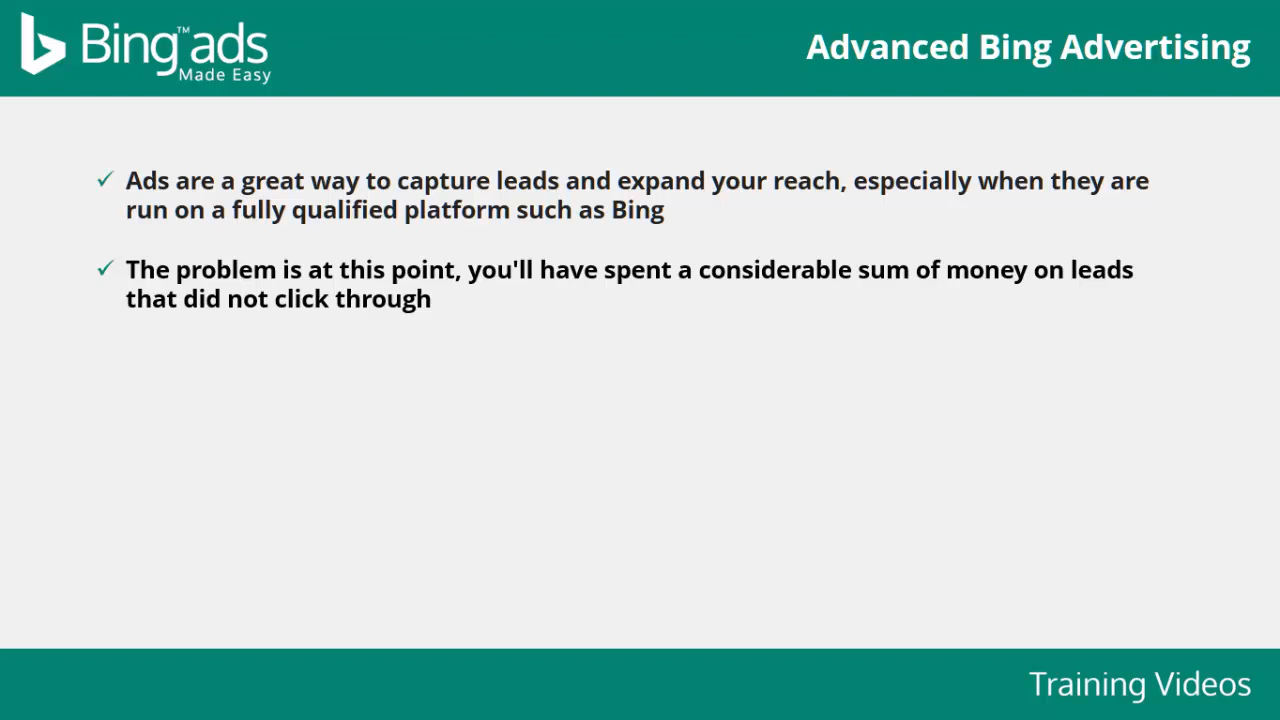 Bing™ ads
Made Easy
Advanced Bing Advertising
✓ Ads are a great way to capture leads and expand your reach, especially when they are
run on a fully qualified platform such as Bing
✓ The problem is at this point, you'll have spent a considerable sum of money on leads
that did not click through
Training Videos